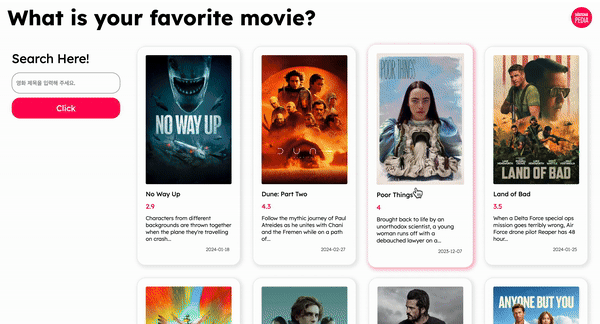 What is your favorite movie?
WATCHA
PEDIA
Search Here!
영화 제목을 입력해 주세요.
Click
NO WAY UP
No Way Up
2.9
Characters from different
backgrounds are thrown together
when the plane they're travelling
on crash...
2024-01-18
DUNE
Dune: Part Two
4.3
Follow the mythic journey of Paul
Atreides as he unites with Chani
and the Fremen while on a path
of...
2024-02-27
POOR THINGS
Poor Things
4
Brought back to life by an
unorthodox scientist, a young
woman runs off with a
debauched lawyer on a...
2023-12-07
LAND OF BAD
Land of Bad
3.5
When a Delta Force special ops
mission goes terribly wrong, Air
Force drone pilot Reaper has 48
hour...
2024-01-25
ANYONE BUT YOU